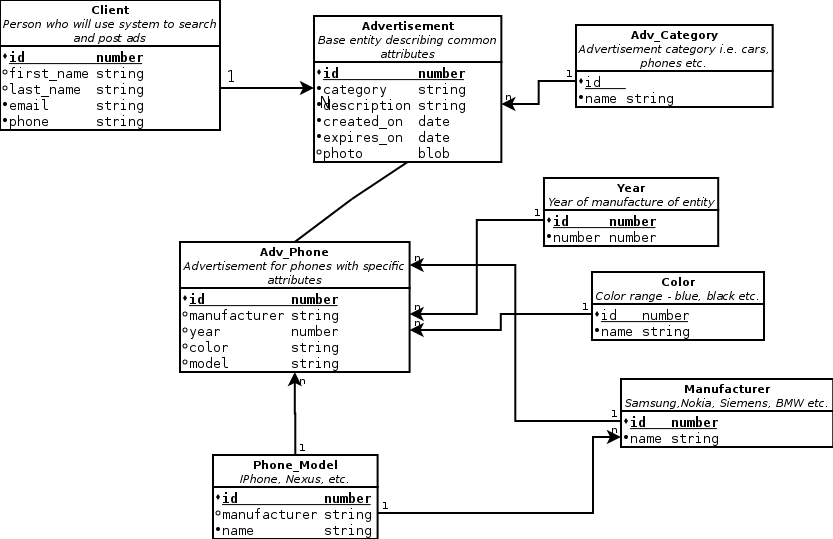 Client
Person who will use system to search
and post ads
id number
first_name string
last_name string
email string
phone string
1
N
Advertisement
Base entity describing common
attributes
id number
category string
description string
created_on date
expires_on date
photo blob
Adv_Category
Advertisement category i.e. cars,
phones etc.
id
name string
1
n
Year
Year of manufacture of entity
id number
number number
1
n
Adv_Phone
Advertisement for phones with specific
attributes
id number
manufacturer string
year number
color string
model string
n
n
Color
Color range - blue, black etc.
id number
name string
1
Manufacturer
Samsung,Nokia, Siemens, BMW etc.
id number
name string
1
n
n
1
Phone_Model
IPhone, Nexus, etc.
id number
manufacturer string
name string
1